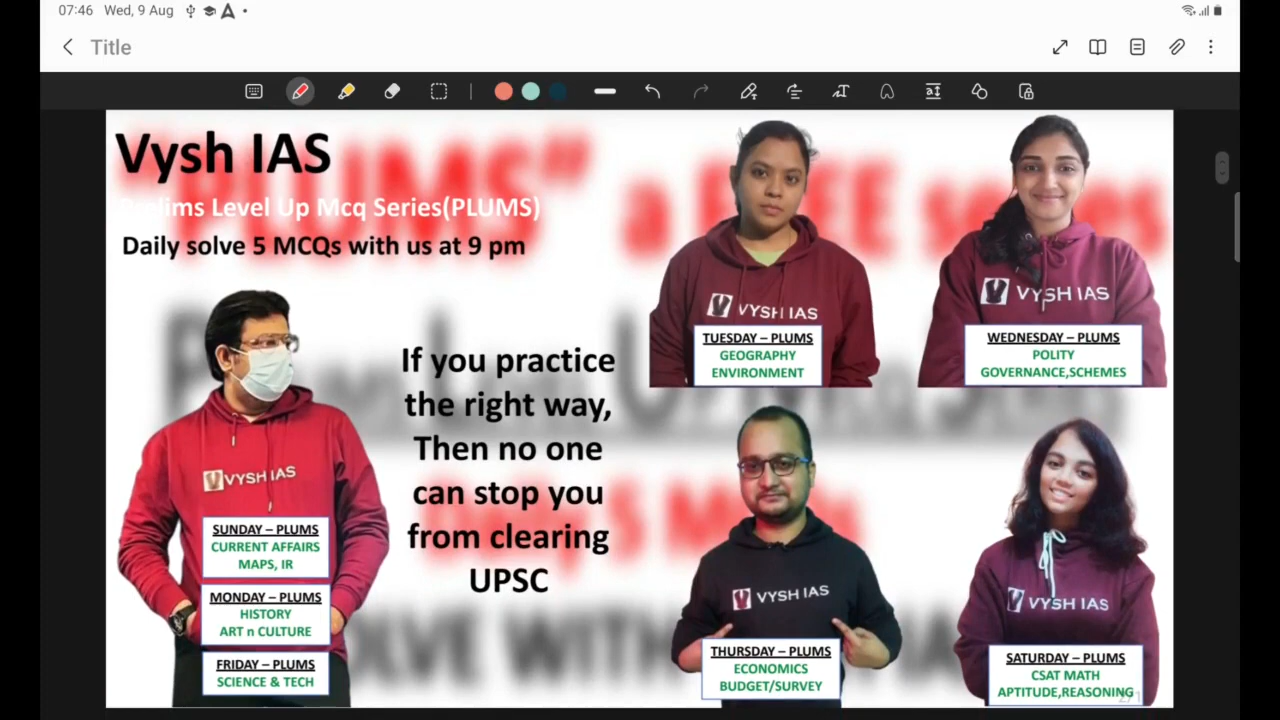 07:46 Wed, 9 Aug
Title
Vysh IAS
Prelims Level Up Mcq Series(PLUMS)
Daily solve 5 MCQs with us at 9 pm
If you practice
the right way,
Then no one
can stop you
from clearing
UPSC
VYSH IAS
SUNDAY – PLUMS
CURRENT AFFAIRS
MAPS, IR
MONDAY – PLUMS
HISTORY
ART n CULTURE
FRIDAY – PLUMS
SCIENCE & TECH
VYSH IAS
TUESDAY – PLUMS
GEOGRAPHY
ENVIRONMENT
VYSH IAS
WEDNESDAY – PLUMS
POLITY
GOVERNANCE,SCHEMES
VYSH IAS
THURSDAY – PLUMS
ECONOMICS
BUDGET/SURVEY
VYSH IAS
SATURDAY – PLUMS
CSAT MATH
APTITUDE,REASONING